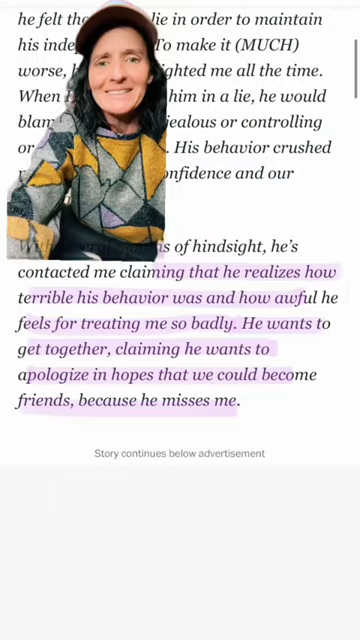 he felt the lie in order to maintain
his inde To make it (MUCH)
worse, h ighted me all the time.
When him in a lie, he would
blam jealous or controlling
or . His behavior crushed
onfidence and our
s of hindsight, he's
contacted me claiming that he realizes how
terrible his behavior was and how awful he
feels for treating me so badly. He wants to
get together, claiming he wants to
apologize in hopes that we could become
friends, because he misses me.
Story continues below advertisement